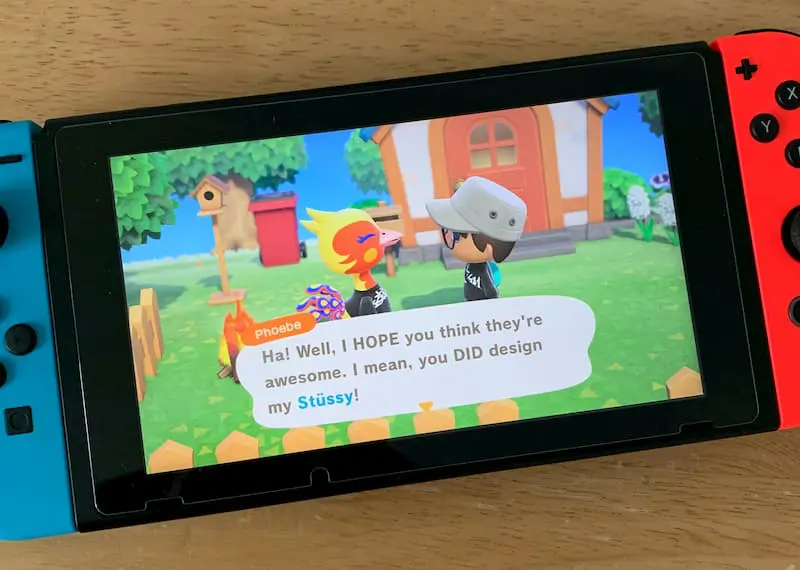 X
Y
Phoebe
Ha! Well, I HOPE you think they're
awesome. I mean, you DID design
my Stüssy!